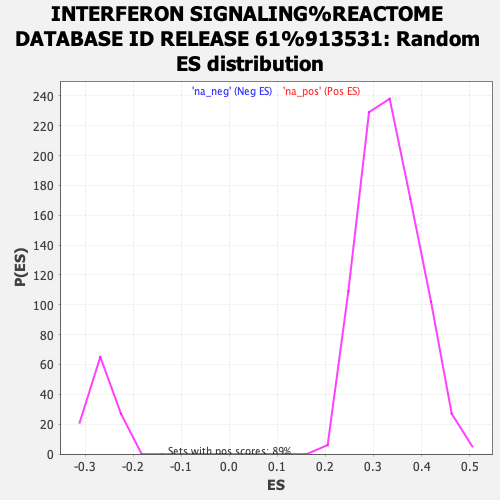 INTERFERON SIGNALING%REACTOME
DATABASE ID RELEASE 61%913531: Random
ES distribution
'na_neg' (Neg ES) 'na_pos' (Pos ES)
240
220
200
180
160
140
120
100
80
60
40
20
0
P(ES)
Sets with pos scores: 89%
-0.3 -0.2 -0.1 0.0 0.1 0.2 0.3 0.4 0.5
ES